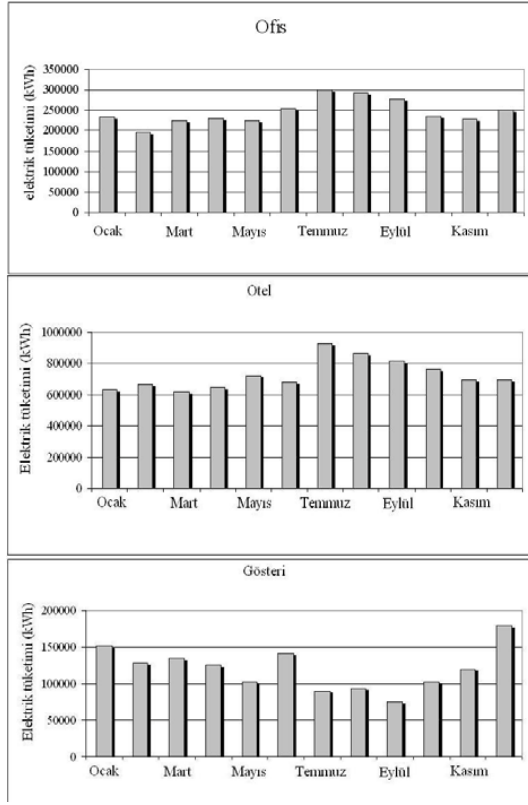 Ofis
elektrik tüketimi (kWh)
350000
300000
250000
200000
150000
100000
50000
0
Ocak Mart Mayıs Temmuz Eylül Kasım
Otel
Elektrik tüketimi (kWh)
1000000
800000
600000
400000
200000
0
Ocak Mart Mayıs Temmuz Eylül Kasım
Gösteri
Elektrik tüketimi (kWh)
200000
150000
100000
50000
0
Ocak Mart Mayıs Temmuz Eylül Kasım